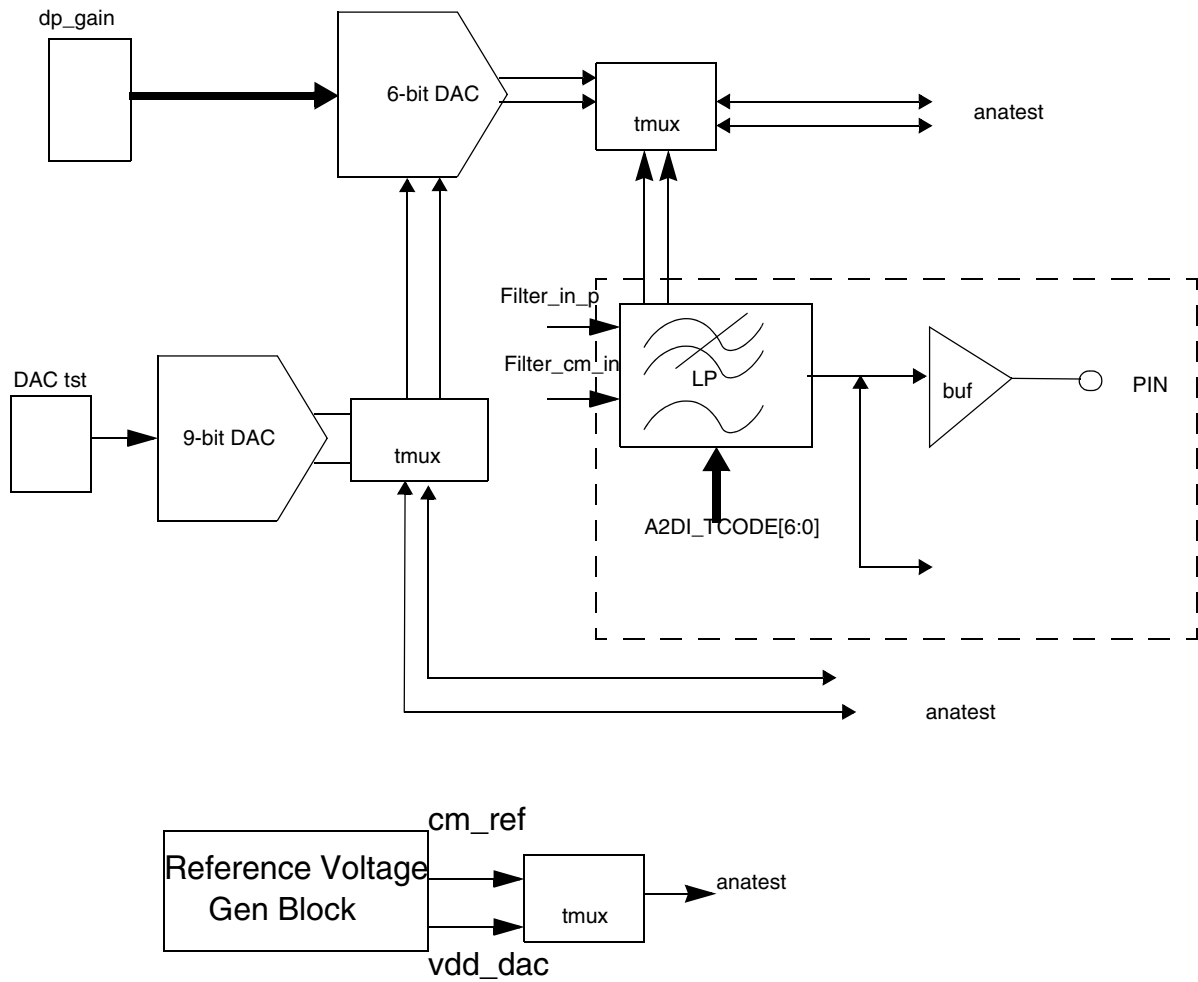 dp_gain
6-bit DAC
tmux
anatest
Filter_in_p
Filter_cm_in
LP
buf
PIN
DAC tst
9-bit DAC
tmux
A2DI_TCODE[6:0]
anatest
cm_ref
Reference Voltage
Gen Block
tmux
anatest
vdd_dac